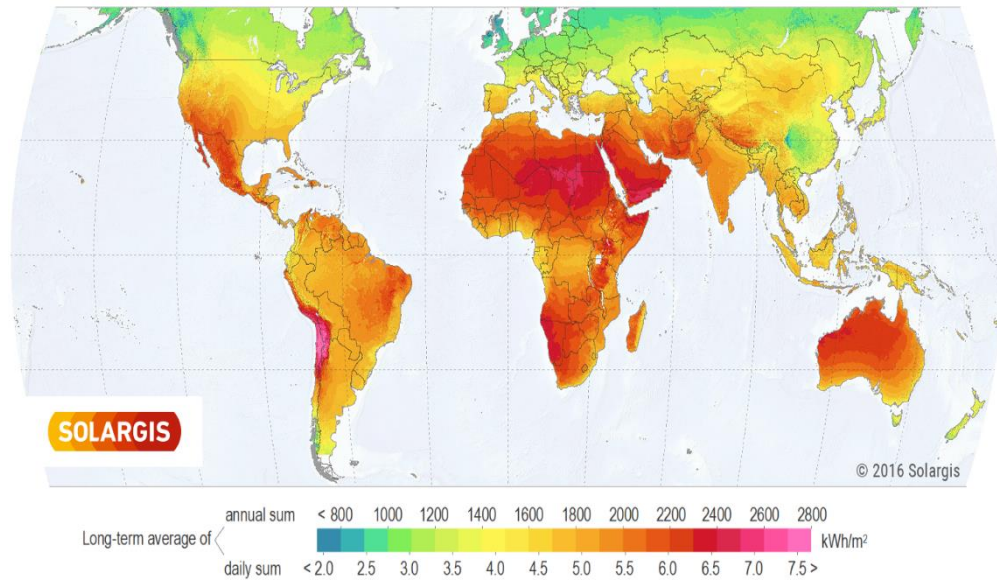 SOLARGIS
© 2016 Solargis
annual sum < 800 1000 1200 1400 1600 1800 2000 2200 2400 2600 2800
Long-term average of kWh/m²
daily sum < 2.0 2.5 3.0 3.5 4.0 4.5 5.0 5.5 6.0 6.5 7.0 7.5 >